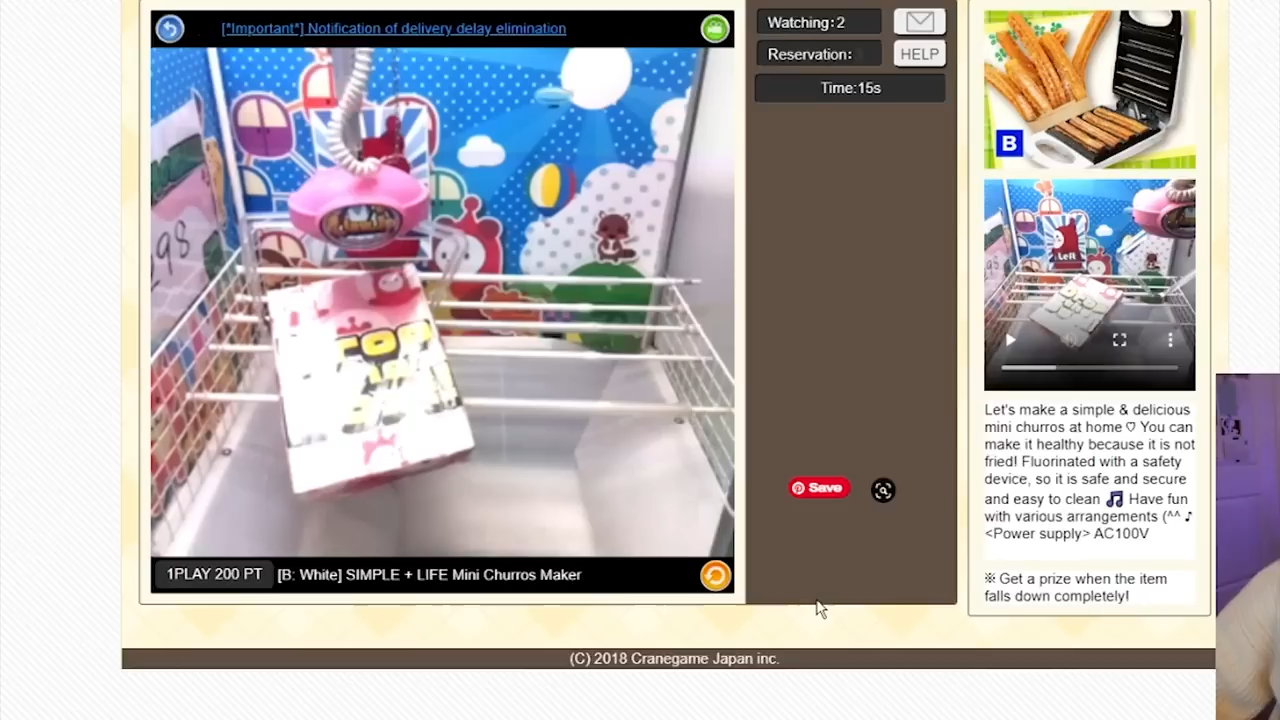 [*Important*] Notification of delivery delay elimination
Watching:2
Reservation:
HELP
Time:15s
B
98
Left
Save
1PLAY 200 PT
[B: White] SIMPLE + LIFE Mini Churros Maker
Let's make a simple & delicious
mini churros at home ♡ You can
make it healthy because it is not
fried! Fluorinated with a safety
device, so it is safe and secure
and easy to clean 🎵 Have fun
with various arrangements (^^ ♪
<Power supply> AC100V
※ Get a prize when the item
falls down completely!
(C) 2018 Cranegame Japan inc.